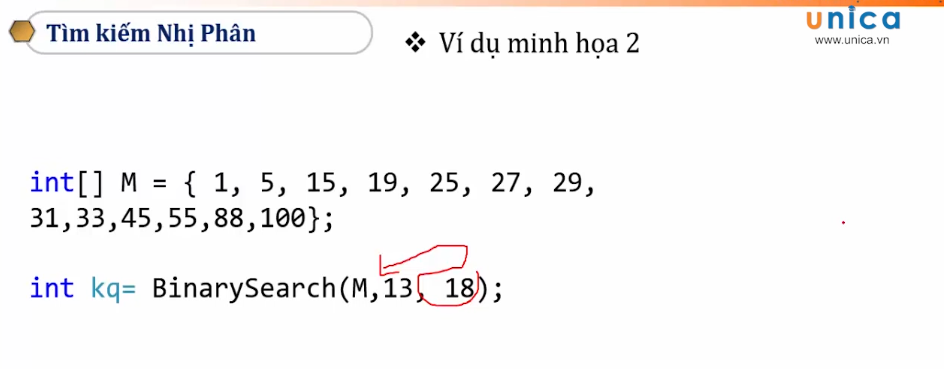 Tìm kiếm Nhị Phân
❖ Ví dụ minh họa 2
unica
www.unica.vn
int[] M = { 1, 5, 15, 19, 25, 27, 29,
31,33,45,55,88,100};
int kq= BinarySearch(M,13, 18);